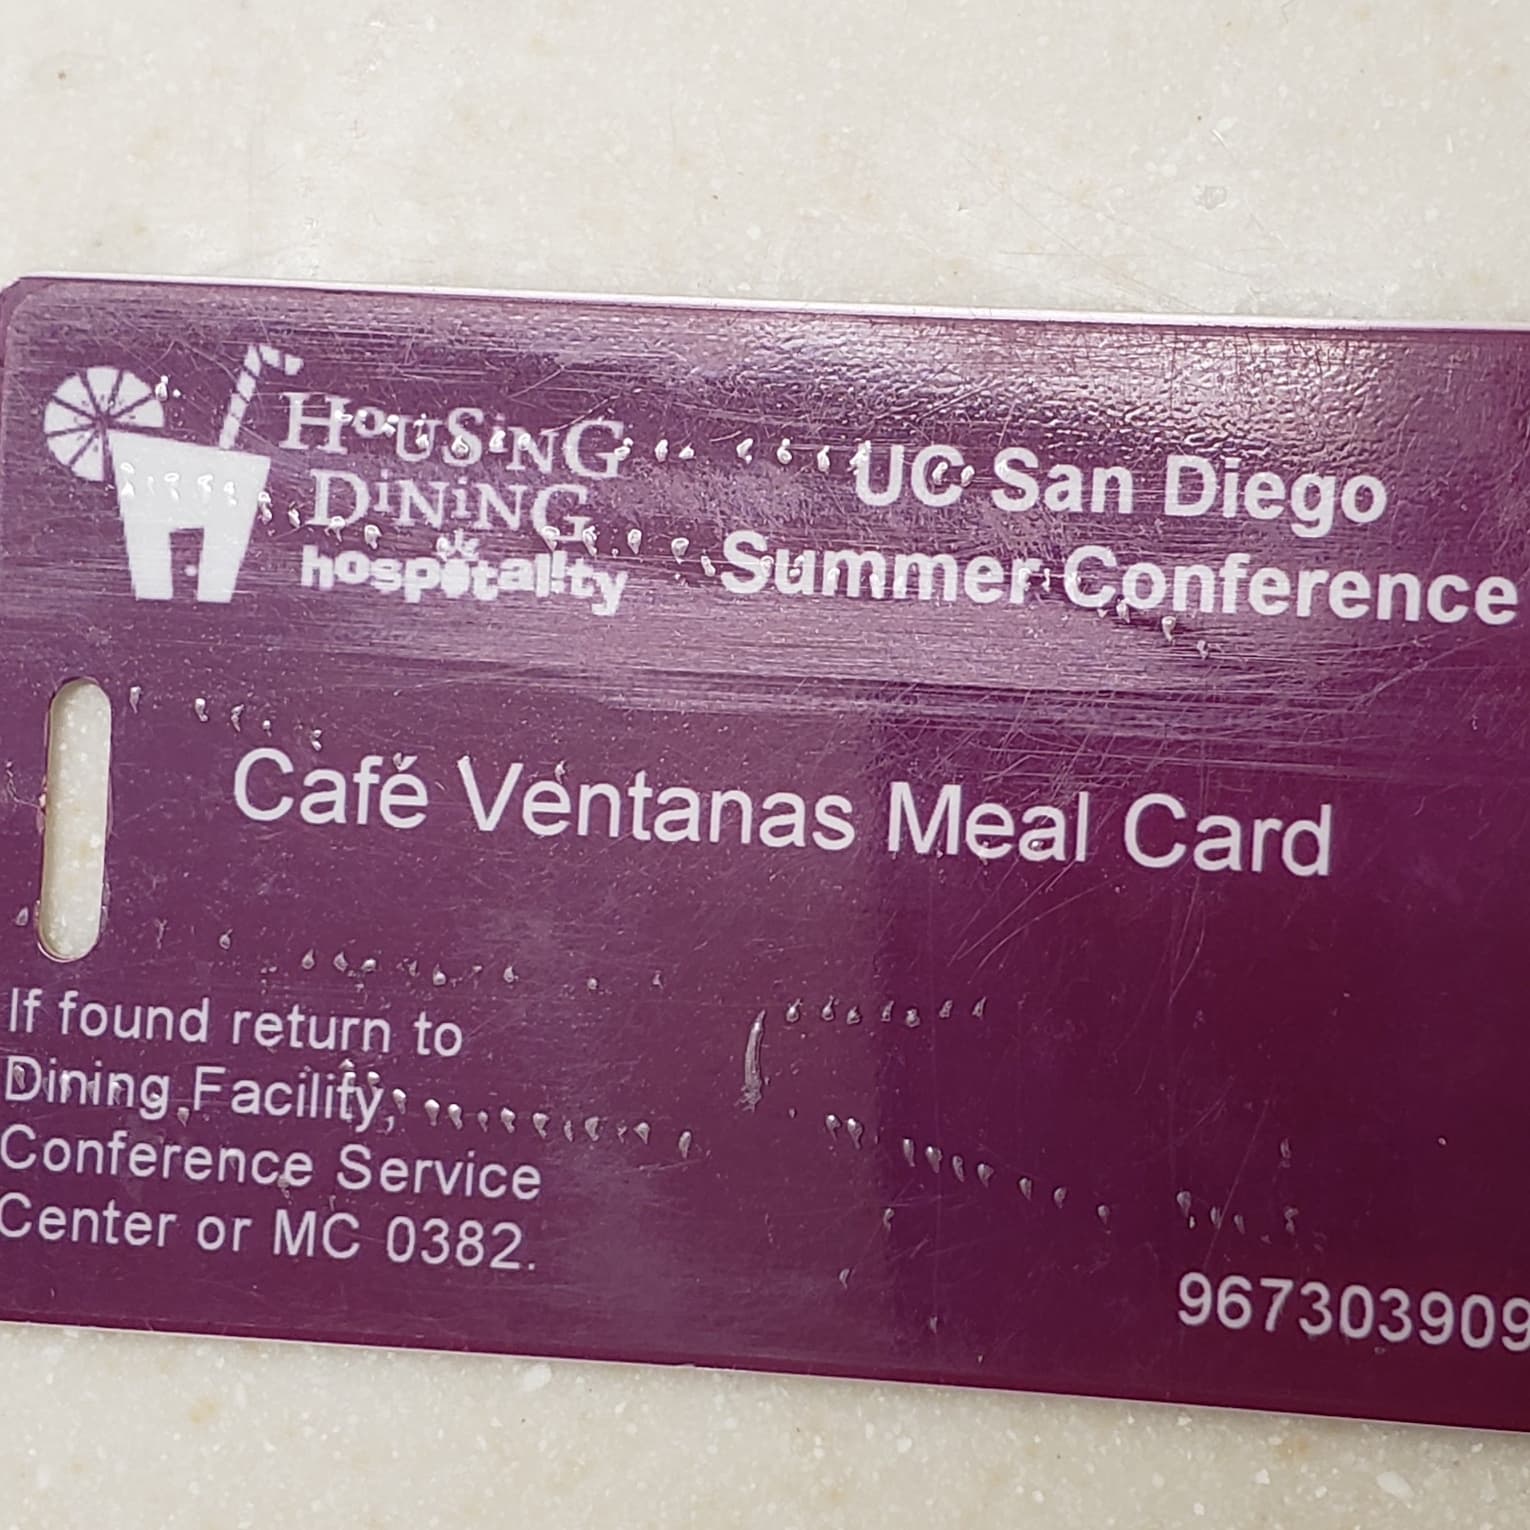 HoUSiNG
DiNiNG
hospitality
UC San Diego
Summer Conference
Café Ventanas Meal Card
If found return to
Dining Facility,
Conference Service
Center or MC 0382.
967303909